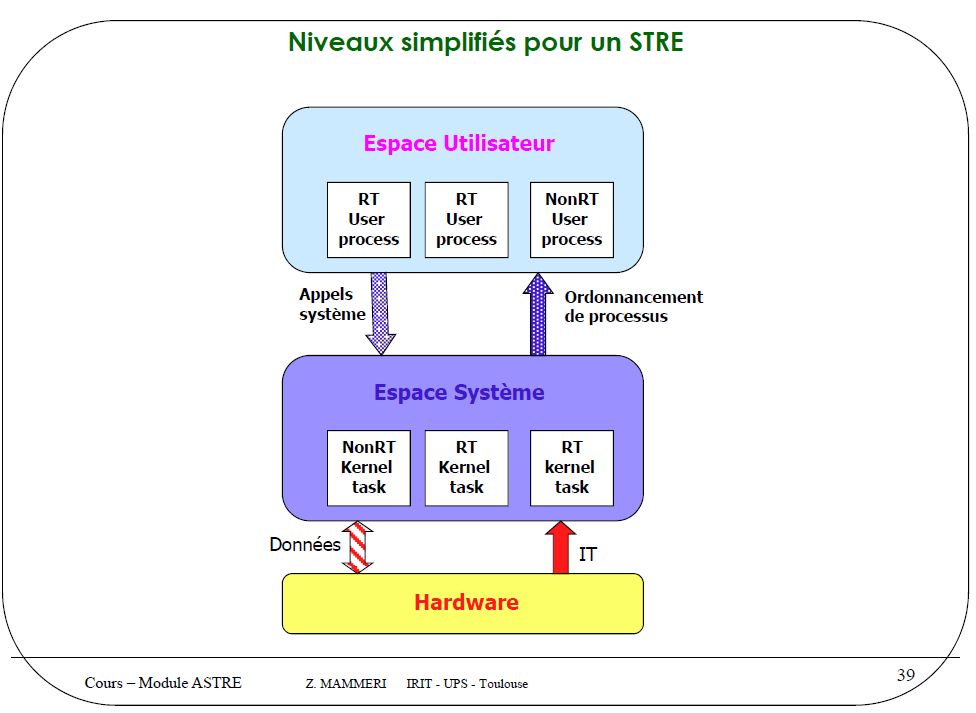 Niveaux simplifiés pour un STRE
Espace Utilisateur
RT
User
process
RT
User
process
NonRT
User
process
Appels
système
Ordonnancement
de processus
Espace Système
NonRT
Kernel
task
RT
Kernel
task
RT
kernel
task
Données
IT
Hardware
Cours – Module ASTRE
Z. MAMMERI IRIT - UPS - Toulouse
39